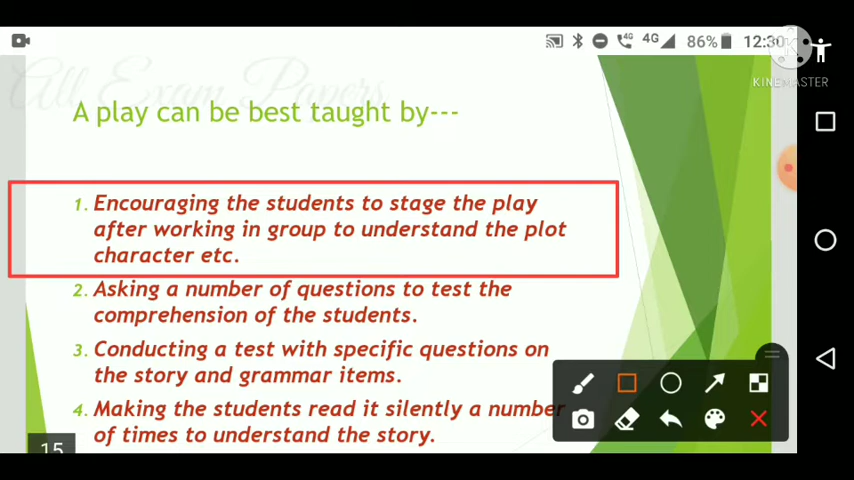 4G 4G 86% 12:30
KINEMASTER
All Exam Papers
A play can be best taught by---
1. Encouraging the students to stage the play
after working in group to understand the plot
character etc.
2. Asking a number of questions to test the
comprehension of the students.
3. Conducting a test with specific questions on
the story and grammar items.
4. Making the students read it silently a number
of times to understand the story.
15